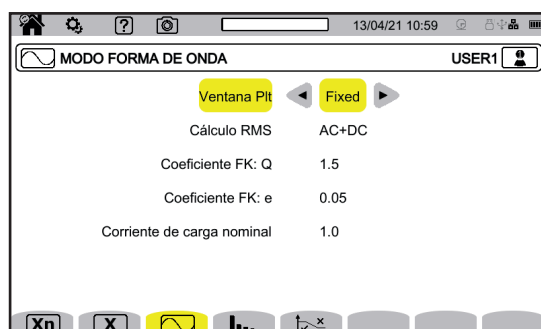 ? 13/04/21 10:59
MODO FORMA DE ONDA USER1
Ventana Plt Fixed
Cálculo RMS AC+DC
Coeficiente FK: Q 1.5
Coeficiente FK: e 0.05
Corriente de carga nominal 1.0
Xn X x